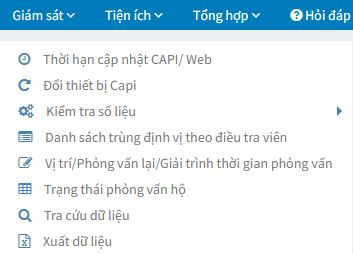 Giám sát Tiện ích Tổng hợp Hỏi đáp
Thời hạn cập nhật CAPI/ Web
Đổi thiết bị Capi
Kiểm tra số liệu
Danh sách trùng định vị theo điều tra viên
Vị trí/Phỏng vấn lại/Giải trình thời gian phỏng vấn
Trạng thái phỏng vấn hộ
Tra cứu dữ liệu
Xuất dữ liệu